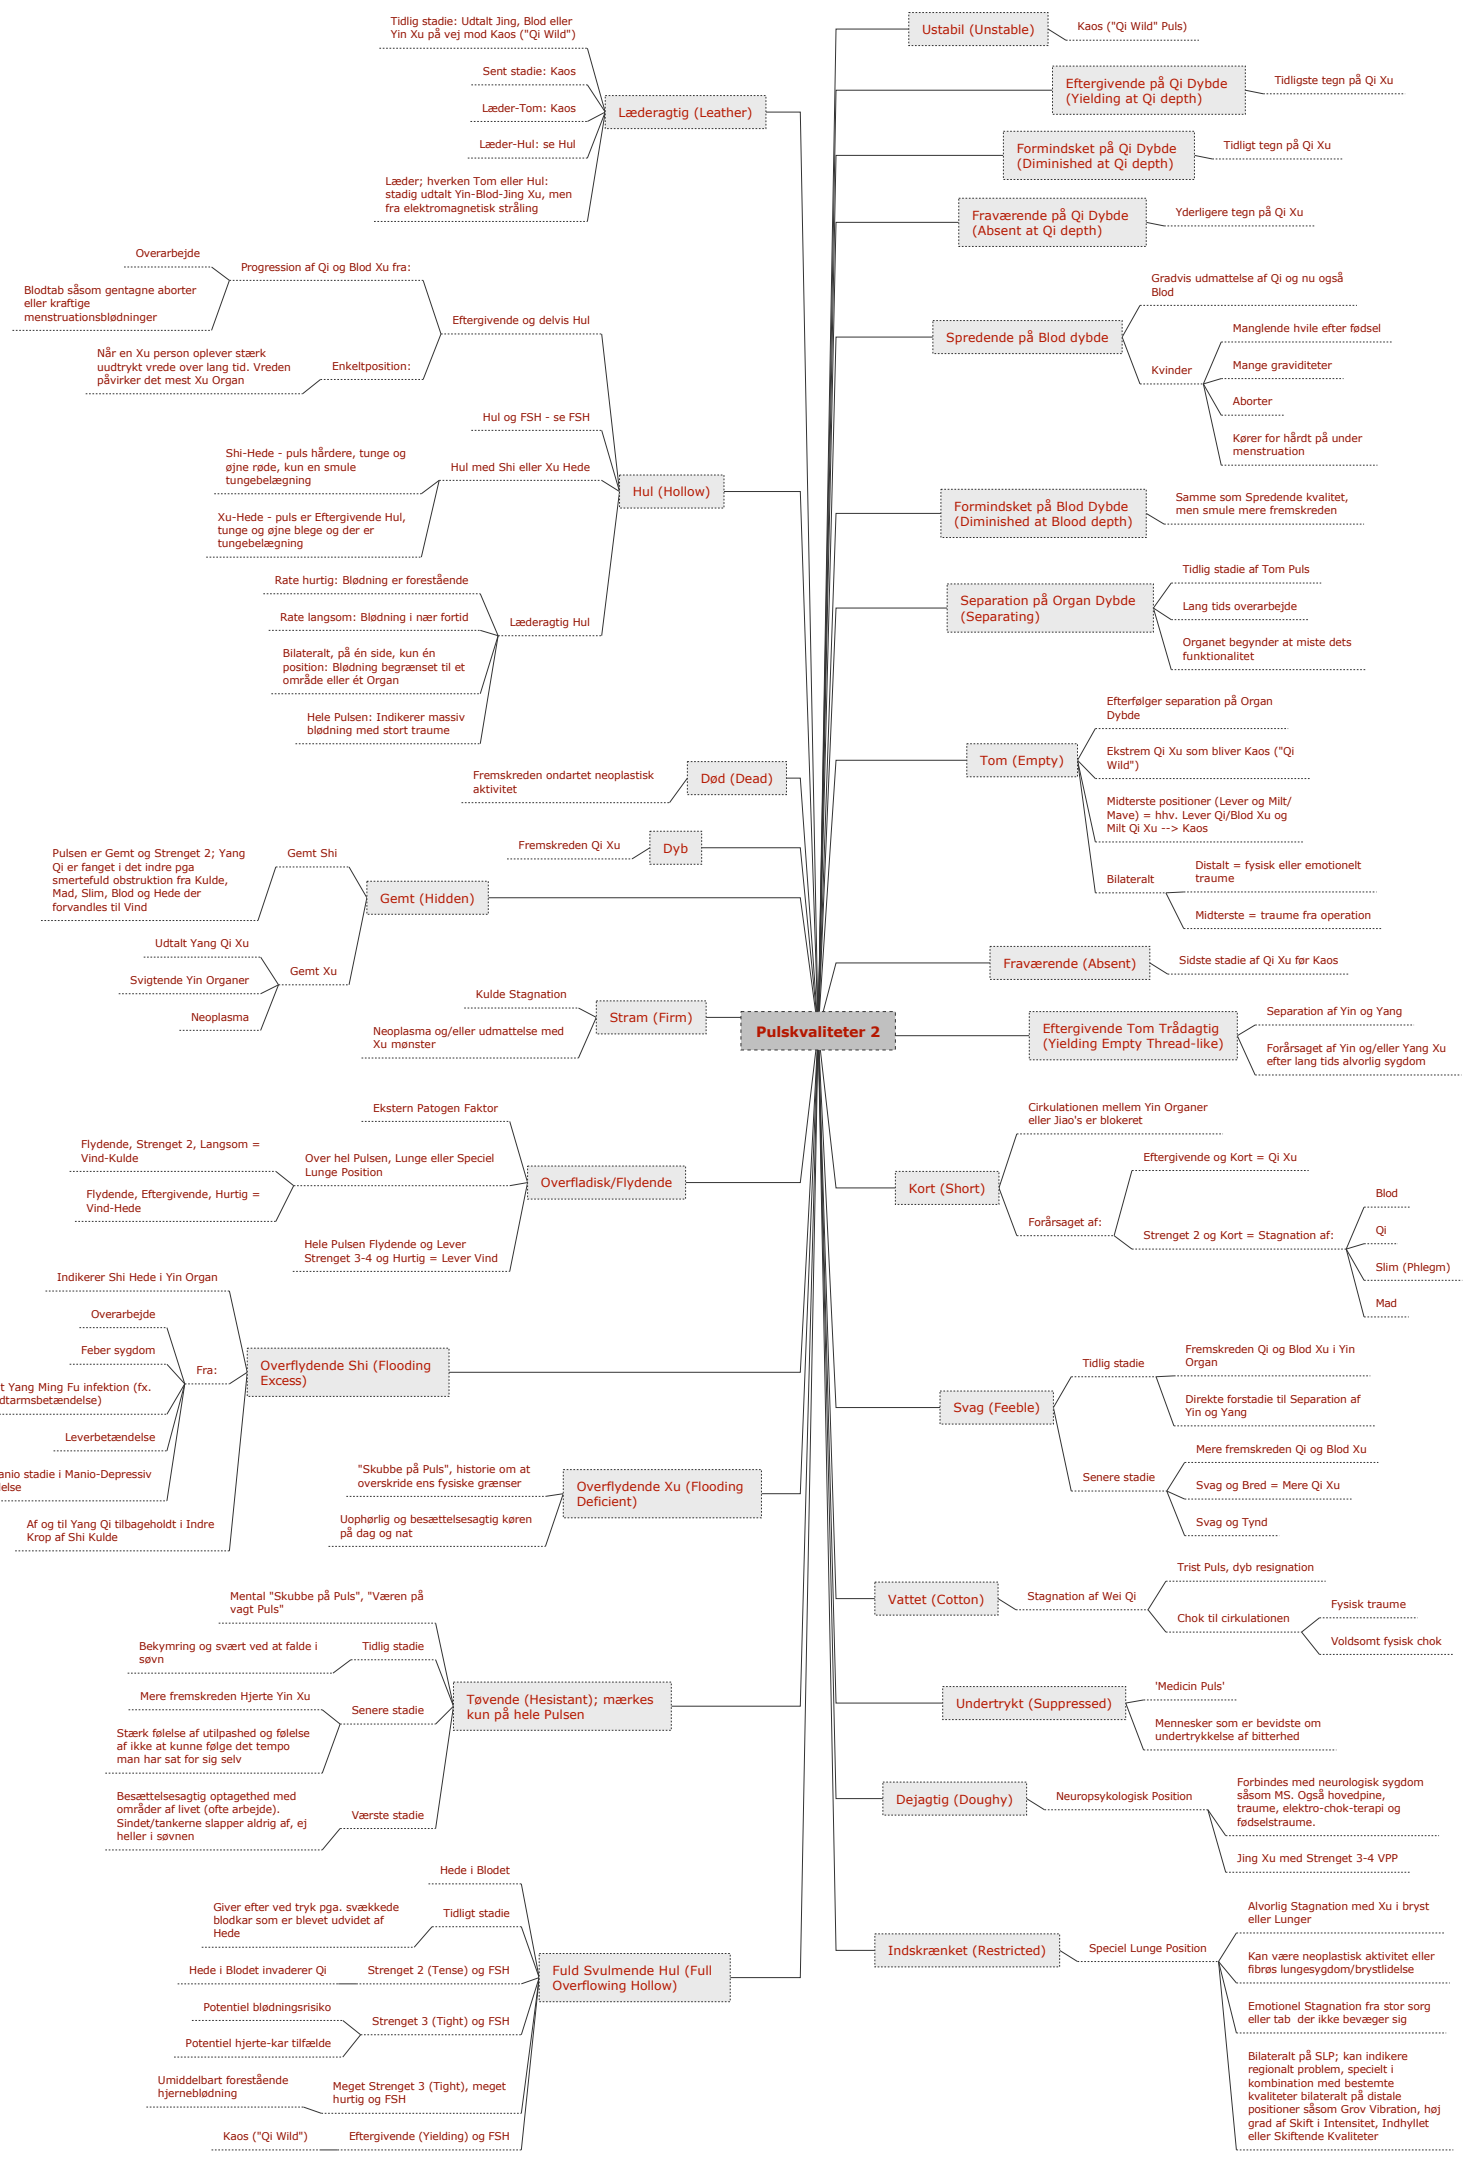 Pulskvaliteter 2
Ustabil (Unstable)
Kaos ("Qi Wild" Puls)
Eftergivende på Qi Dybde
(Yielding at Qi depth)
Tidligste tegn på Qi Xu
Formindsket på Qi Dybde
(Diminished at Qi depth)
Tidligt tegn på Qi Xu
Fraværende på Qi Dybde
(Absent at Qi depth)
Yderligere tegn på Qi Xu
Spredende på Blod dybde
Gradvis udmattelse af Qi og nu også
Blod
Kvinder
Manglende hvile efter fødsel
Mange graviditeter
Aborter
Kører for hårdt på under
menstruation
Formindsket på Blod Dybde
(Diminished at Blood depth)
Samme som Spredende kvalitet,
men smule mere fremskreden
Separation på Organ Dybde
(Separating)
Tidlig stadie af Tom Puls
Lang tids overarbejde
Organet begynder at miste dets
funktionalitet
Tom (Empty)
Efterfølger separation på Organ
Dybde
Ekstrem Qi Xu som bliver Kaos ("Qi
Wild")
Midterste positioner (Lever og Milt/
Mave) = hhv. Lever Qi/Blod Xu og
Milt Qi Xu --> Kaos
Bilateralt
Distalt = fysisk eller emotionelt
traume
Midterste = traume fra operation
Fraværende (Absent)
Sidste stadie af Qi Xu før Kaos
Eftergivende Tom Trådagtig
(Yielding Empty Thread-like)
Separation af Yin og Yang
Forårsaget af Yin og/eller Yang Xu
efter lang tids alvorlig sygdom
Kort (Short)
Cirkulationen mellem Yin Organer
eller Jiao's er blokeret
Forårsaget af:
Eftergivende og Kort = Qi Xu
Strenget 2 og Kort = Stagnation af:
Blod
Qi
Slim (Phlegm)
Mad
Svag (Feeble)
Tidlig stadie
Fremskreden Qi og Blod Xu i Yin
Organ
Direkte forstadie til Separation af
Yin og Yang
Senere stadie
Mere fremskreden Qi og Blod Xu
Svag og Bred = Mere Qi Xu
Svag og Tynd
Vattet (Cotton)
Stagnation af Wei Qi
Trist Puls, dyb resignation
Chok til cirkulationen
Fysisk traume
Voldsomt fysisk chok
Undertrykt (Suppressed)
'Medicin Puls'
Mennesker som er bevidste om
undertrykkelse af bitterhed
Dejagtig (Doughy)
Neuropsykologisk Position
Forbindes med neurologisk sygdom
såsom MS. Også hovedpine,
traume, elektro-chok-terapi og
fødselstraume.
Jing Xu med Strenget 3-4 VPP
Indskrænket (Restricted)
Speciel Lunge Position
Alvorlig Stagnation med Xu i bryst
eller Lunger
Kan være neoplastisk aktivitet eller
fibrøs lungesygdom/brystlidelse
Emotionel Stagnation fra stor sorg
eller tab  der ikke bevæger sig
Bilateralt på SLP; kan indikere
regionalt problem, specielt i
kombination med bestemte
kvaliteter bilateralt på distale
positioner såsom Grov Vibration, høj
grad af Skift i Intensitet, Indhyllet
eller Skiftende Kvaliteter
Læderagtig (Leather)
Tidlig stadie: Udtalt Jing, Blod eller
Yin Xu på vej mod Kaos ("Qi Wild")
Sent stadie: Kaos
Læder-Tom: Kaos
Læder-Hul: se Hul
Læder; hverken Tom eller Hul:
stadig udtalt Yin-Blod-Jing Xu, men
fra elektromagnetisk stråling
Hul (Hollow)
Eftergivende og delvis Hul
Progression af Qi og Blod Xu fra:
Overarbejde
Blodtab såsom gentagne aborter
eller kraftige
menstruationsblødninger
Enkeltposition:
Når en Xu person oplever stærk
uudtrykt vrede over lang tid. Vreden
påvirker det mest Xu Organ
Hul og FSH - se FSH
Hul med Shi eller Xu Hede
Shi-Hede - puls hårdere, tunge og
øjne røde, kun en smule
tungebelægning
Xu-Hede - puls er Eftergivende Hul,
tunge og øjne blege og der er
tungebelægning
Læderagtig Hul
Rate hurtig: Blødning er forestående
Rate langsom: Blødning i nær fortid
Bilateralt, på én side, kun én
position: Blødning begrænset til et
område eller ét Organ
Hele Pulsen: Indikerer massiv
blødning med stort traume
Død (Dead)
Fremskreden ondartet neoplastisk
aktivitet
Dyb
Fremskreden Qi Xu
Gemt (Hidden)
Gemt Shi
Pulsen er Gemt og Strenget 2; Yang
Qi er fanget i det indre pga
smertefuld obstruktion fra Kulde,
Mad, Slim, Blod og Hede der
forvandles til Vind
Gemt Xu
Udtalt Yang Qi Xu
Svigtende Yin Organer
Neoplasma
Stram (Firm)
Kulde Stagnation
Neoplasma og/eller udmattelse med
Xu mønster
Overfladisk/Flydende
Ekstern Patogen Faktor
Over hel Pulsen, Lunge eller Speciel
Lunge Position
Flydende, Strenget 2, Langsom =
Vind-Kulde
Flydende, Eftergivende, Hurtig =
Vind-Hede
Hele Pulsen Flydende og Lever
Strenget 3-4 og Hurtig = Lever Vind
Overflydende Shi (Flooding
Excess)
Indikerer Shi Hede i Yin Organ
Fra:
Overarbejde
Feber sygdom
t Yang Ming Fu infektion (fx.
dtarmsbetændelse)
Leverbetændelse
anio stadie i Manio-Depressiv
delse
Af og til Yang Qi tilbageholdt i Indre
Krop af Shi Kulde
Overflydende Xu (Flooding
Deficient)
"Skubbe på Puls", historie om at
overskride ens fysiske grænser
Uophørlig og besættelsesagtig køren
på dag og nat
Tøvende (Hesistant); mærkes
kun på hele Pulsen
Mental "Skubbe på Puls", "Væren på
vagt Puls"
Tidlig stadie
Bekymring og svært ved at falde i
søvn
Senere stadie
Mere fremskreden Hjerte Yin Xu
Stærk følelse af utilpashed og følelse
af ikke at kunne følge det tempo
man har sat for sig selv
Værste stadie
Besættelsesagtig optagethed med
områder af livet (ofte arbejde).
Sindet/tankerne slapper aldrig af, ej
heller i søvnen
Fuld Svulmende Hul (Full
Overflowing Hollow)
Hede i Blodet
Tidligt stadie
Giver efter ved tryk pga. svækkede
blodkar som er blevet udvidet af
Hede
Strenget 2 (Tense) og FSH
Hede i Blodet invaderer Qi
Strenget 3 (Tight) og FSH
Potentiel blødningsrisiko
Potentiel hjerte-kar tilfælde
Meget Strenget 3 (Tight), meget
hurtig og FSH
Umiddelbart forestående
hjerneblødning
Eftergivende (Yielding) og FSH
Kaos ("Qi Wild")